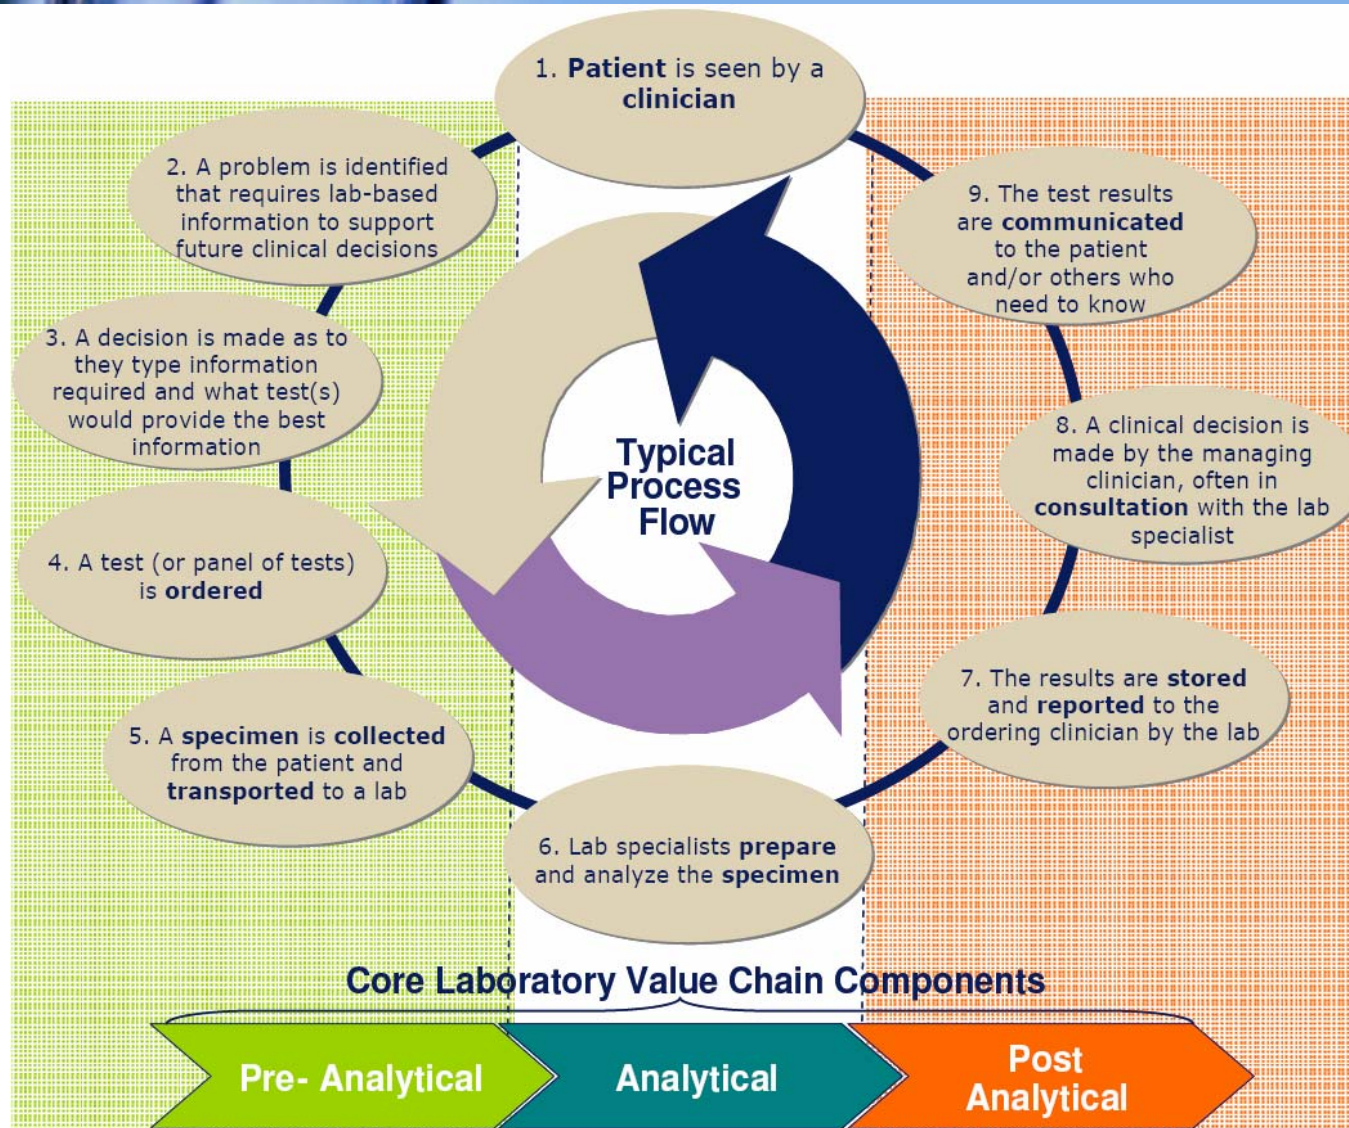 1. Patient is seen by a
clinician
2. A problem is identified
that requires lab-based
information to support
future clinical decisions
3. A decision is made as to
they type information
required and what test(s)
would provide the best
information
4. A test (or panel of tests)
is ordered
5. A specimen is collected
from the patient and
transported to a lab
6. Lab specialists prepare
and analyze the specimen
7. The results are stored
and reported to the
ordering clinician by the lab
8. A clinical decision is
made by the managing
clinician, often in
consultation with the lab
specialist
9. The test results
are communicated
to the patient
and/or others who
need to know
Typical
Process
Flow
Core Laboratory Value Chain Components
Pre- Analytical
Analytical
Post
Analytical